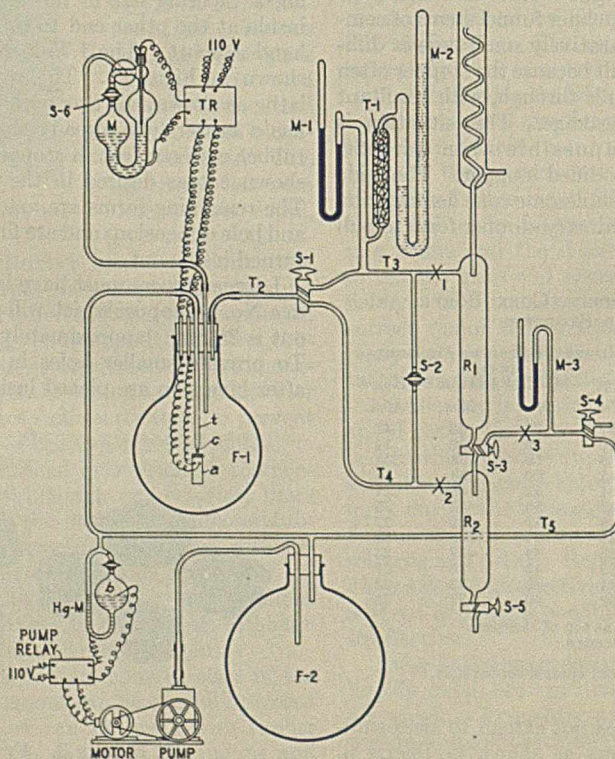 110 V
M-2
S-6
TR
M
T-1
M-1
S-1
T₂
T₃
1
S-2
R₁
M-3
S-4
3
S-3
t
c
a
F-1
T₄
2
R₂
T₅
b
Hg-M
S-5
PUMP
RELAY
110V
F-2
MOTOR
PUMP